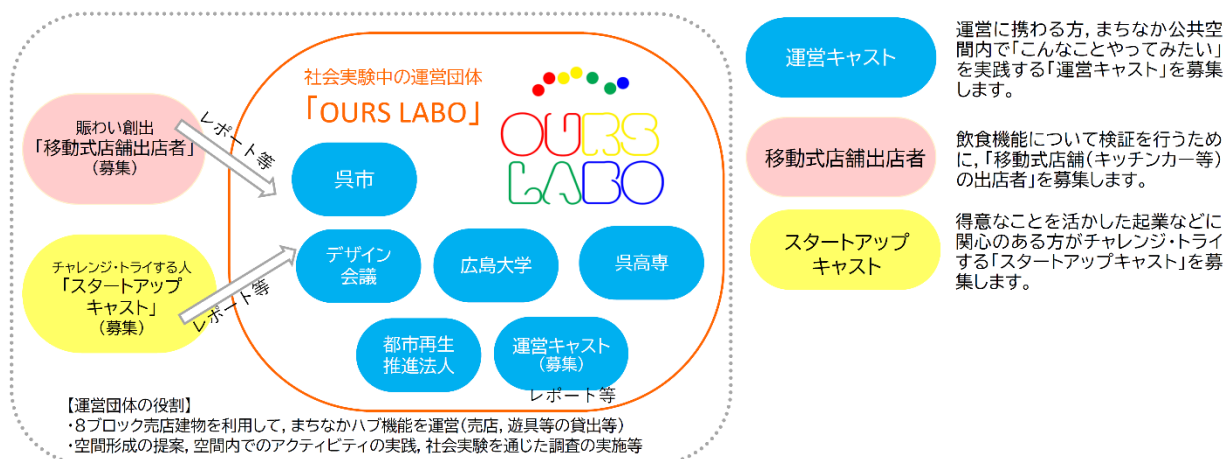 社会実験中の運営団体
「OURS LABO」
OURS
LABO
賑わい創出
「移動式店舗出店者」
(募集)
レポート等
チャレンジ・トライする人
「スタートアップ
キャスト」
(募集)
レポート等
呉市
デザイン
会議
広島大学
呉高専
都市再生
推進法人
運営キャスト
(募集)
レポート等
【運営団体の役割】
・8ブロック売店建物を利用して,まちなかハブ機能を運営(売店,遊具等の貸出等)
・空間形成の提案,空間内でのアクティビティの実践,社会実験を通じた調査の実施等
運営キャスト
運営に携わる方,まちなか公共空
間内で「こんなことやってみたい」
を実践する「運営キャスト」を募集
します。
移動式店舗出店者
飲食機能について検証を行うため
に,「移動式店舗(キッチンカー等)
の出店者」を募集します。
スタートアップ
キャスト
得意なことを活かした起業などに
関心のある方がチャレンジ・トライ
する「スタートアップキャスト」を募
集します。